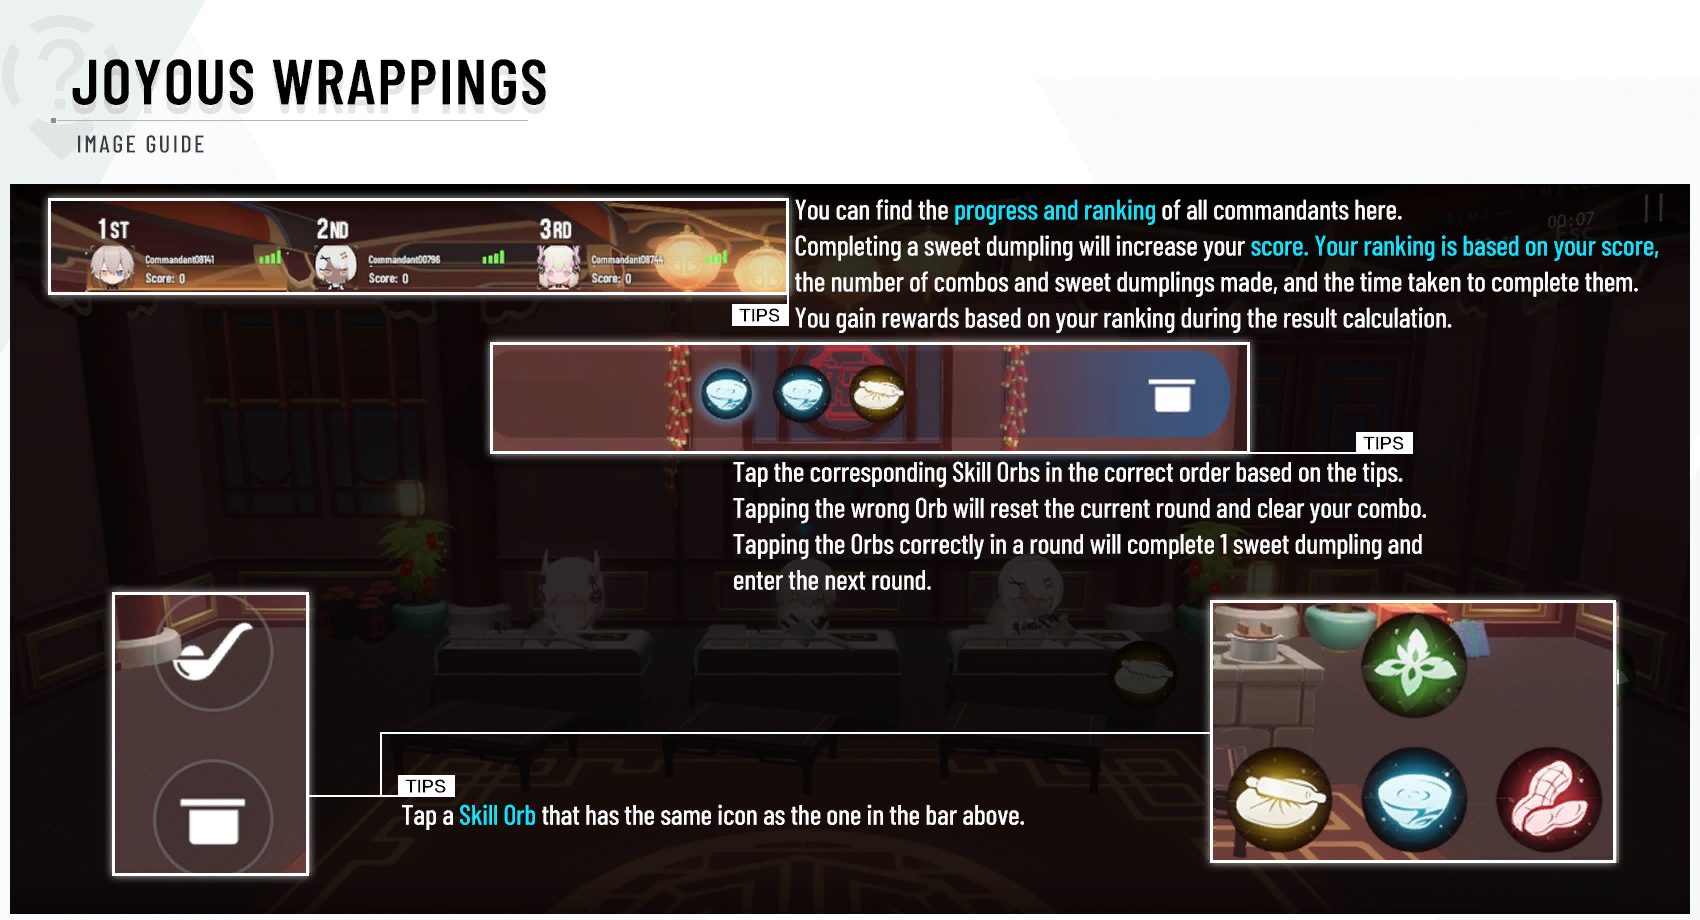 JOYOUS WRAPPINGS
IMAGE GUIDE
1ST
Commandant08141
Score: 0
2ND
Commandant00796
Score: 0
3RD
Commandant08744
Score: 0
00:07
ESC
TIPS
You can find the progress and ranking of all commandants here.
Completing a sweet dumpling will increase your score. Your ranking is based on your score,
the number of combos and sweet dumplings made, and the time taken to complete them.
You gain rewards based on your ranking during the result calculation.
TIPS
Tap the corresponding Skill Orbs in the correct order based on the tips.
Tapping the wrong Orb will reset the current round and clear your combo.
Tapping the Orbs correctly in a round will complete 1 sweet dumpling and
enter the next round.
TIPS
Tap a Skill Orb that has the same icon as the one in the bar above.